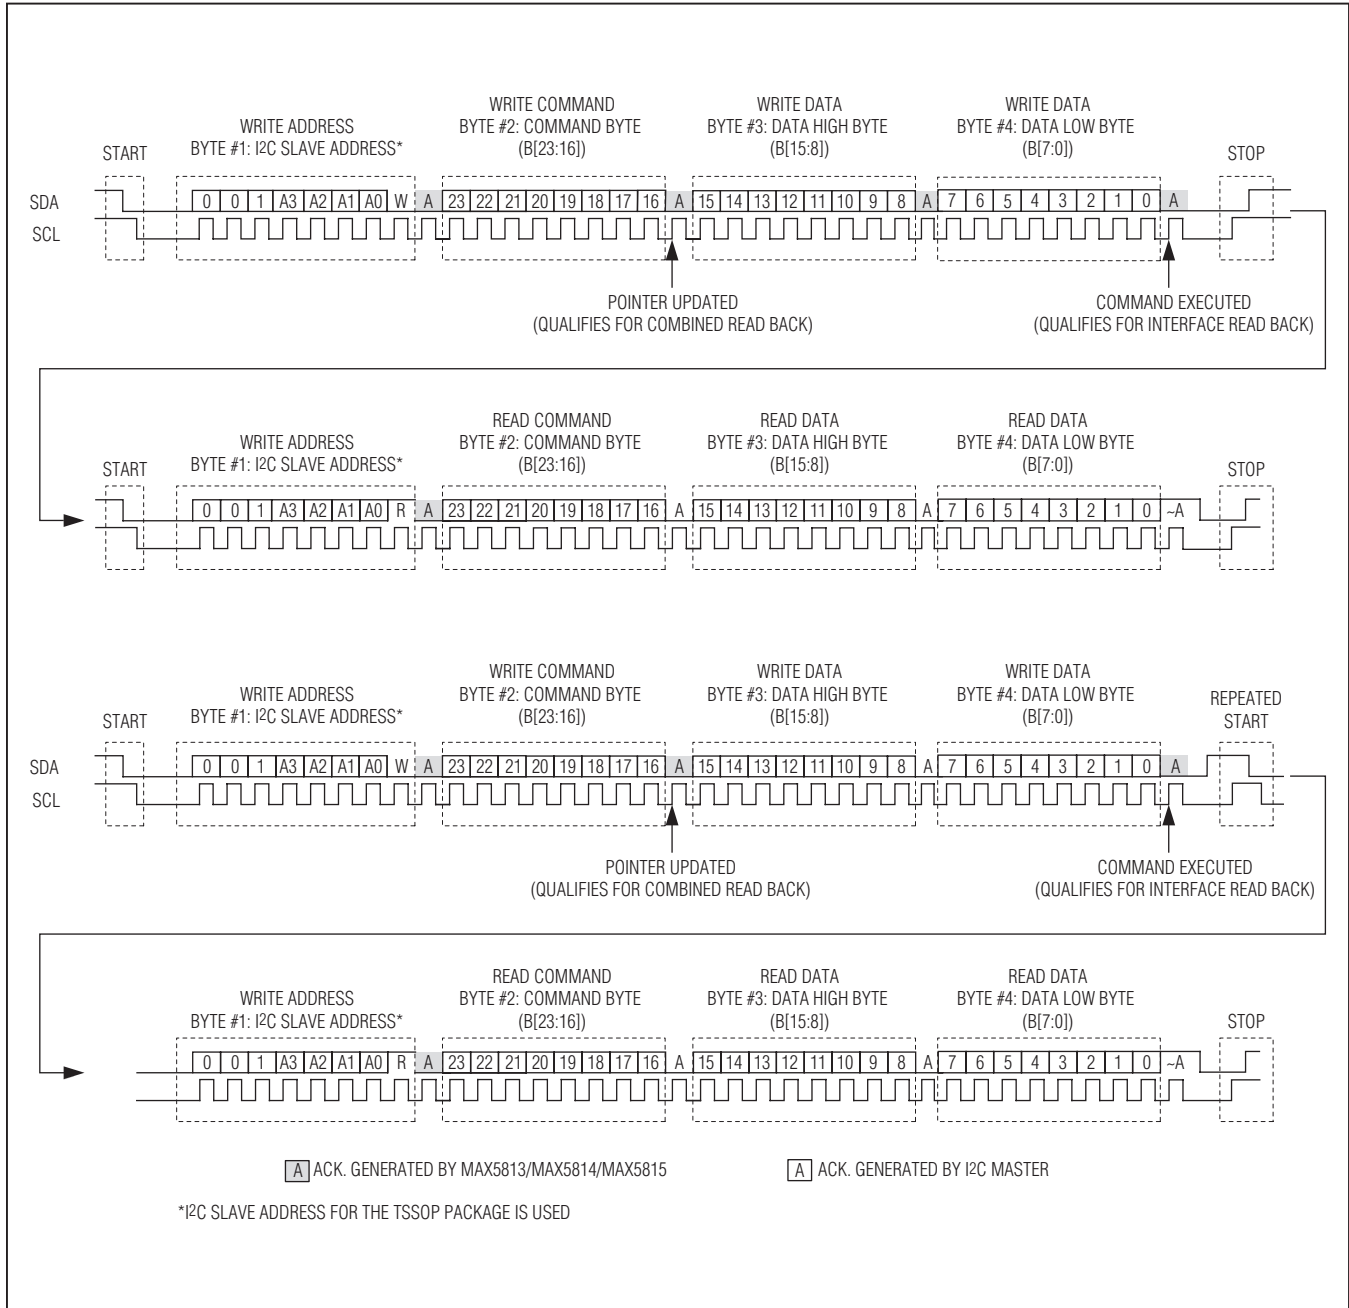 WRITE COMMAND WRITE DATA WRITE DATA
WRITE ADDRESS BYTE #2: COMMAND BYTE BYTE #3: DATA HIGH BYTE BYTE #4: DATA LOW BYTE
START BYTE #1: I2C SLAVE ADDRESS* (B[23:16]) (B[15:8]) (B[7:0]) STOP
SDA 0 0 1 A3 A2 A1 A0 W A 23 22 21 20 19 18 17 16 A 15 14 13 12 11 10 9 8 A 7 6 5 4 3 2 1 0 A
SCL
POINTER UPDATED COMMAND EXECUTED
(QUALIFIES FOR COMBINED READ BACK) (QUALIFIES FOR INTERFACE READ BACK)
READ COMMAND READ DATA READ DATA
WRITE ADDRESS BYTE #2: COMMAND BYTE BYTE #3: DATA HIGH BYTE BYTE #4: DATA LOW BYTE
START BYTE #1: I2C SLAVE ADDRESS* (B[23:16]) (B[15:8]) (B[7:0]) STOP
0 0 1 A3 A2 A1 A0 R A 23 22 21 20 19 18 17 16 A 15 14 13 12 11 10 9 8 A 7 6 5 4 3 2 1 0 ~A
WRITE COMMAND WRITE DATA WRITE DATA
WRITE ADDRESS BYTE #2: COMMAND BYTE BYTE #3: DATA HIGH BYTE BYTE #4: DATA LOW BYTE REPEATED
START BYTE #1: I2C SLAVE ADDRESS* (B[23:16]) (B[15:8]) (B[7:0]) START
SDA 0 0 1 A3 A2 A1 A0 W A 23 22 21 20 19 18 17 16 A 15 14 13 12 11 10 9 8 A 7 6 5 4 3 2 1 0 A
SCL
POINTER UPDATED COMMAND EXECUTED
(QUALIFIES FOR COMBINED READ BACK) (QUALIFIES FOR INTERFACE READ BACK)
READ COMMAND READ DATA READ DATA
WRITE ADDRESS BYTE #2: COMMAND BYTE BYTE #3: DATA HIGH BYTE BYTE #4: DATA LOW BYTE
BYTE #1: I2C SLAVE ADDRESS* (B[23:16]) (B[15:8]) (B[7:0]) STOP
0 0 1 A3 A2 A1 A0 R A 23 22 21 20 19 18 17 16 A 15 14 13 12 11 10 9 8 A 7 6 5 4 3 2 1 0 ~A
A ACK. GENERATED BY MAX5813/MAX5814/MAX5815 A ACK. GENERATED BY I2C MASTER
*I2C SLAVE ADDRESS FOR THE TSSOP PACKAGE IS USED